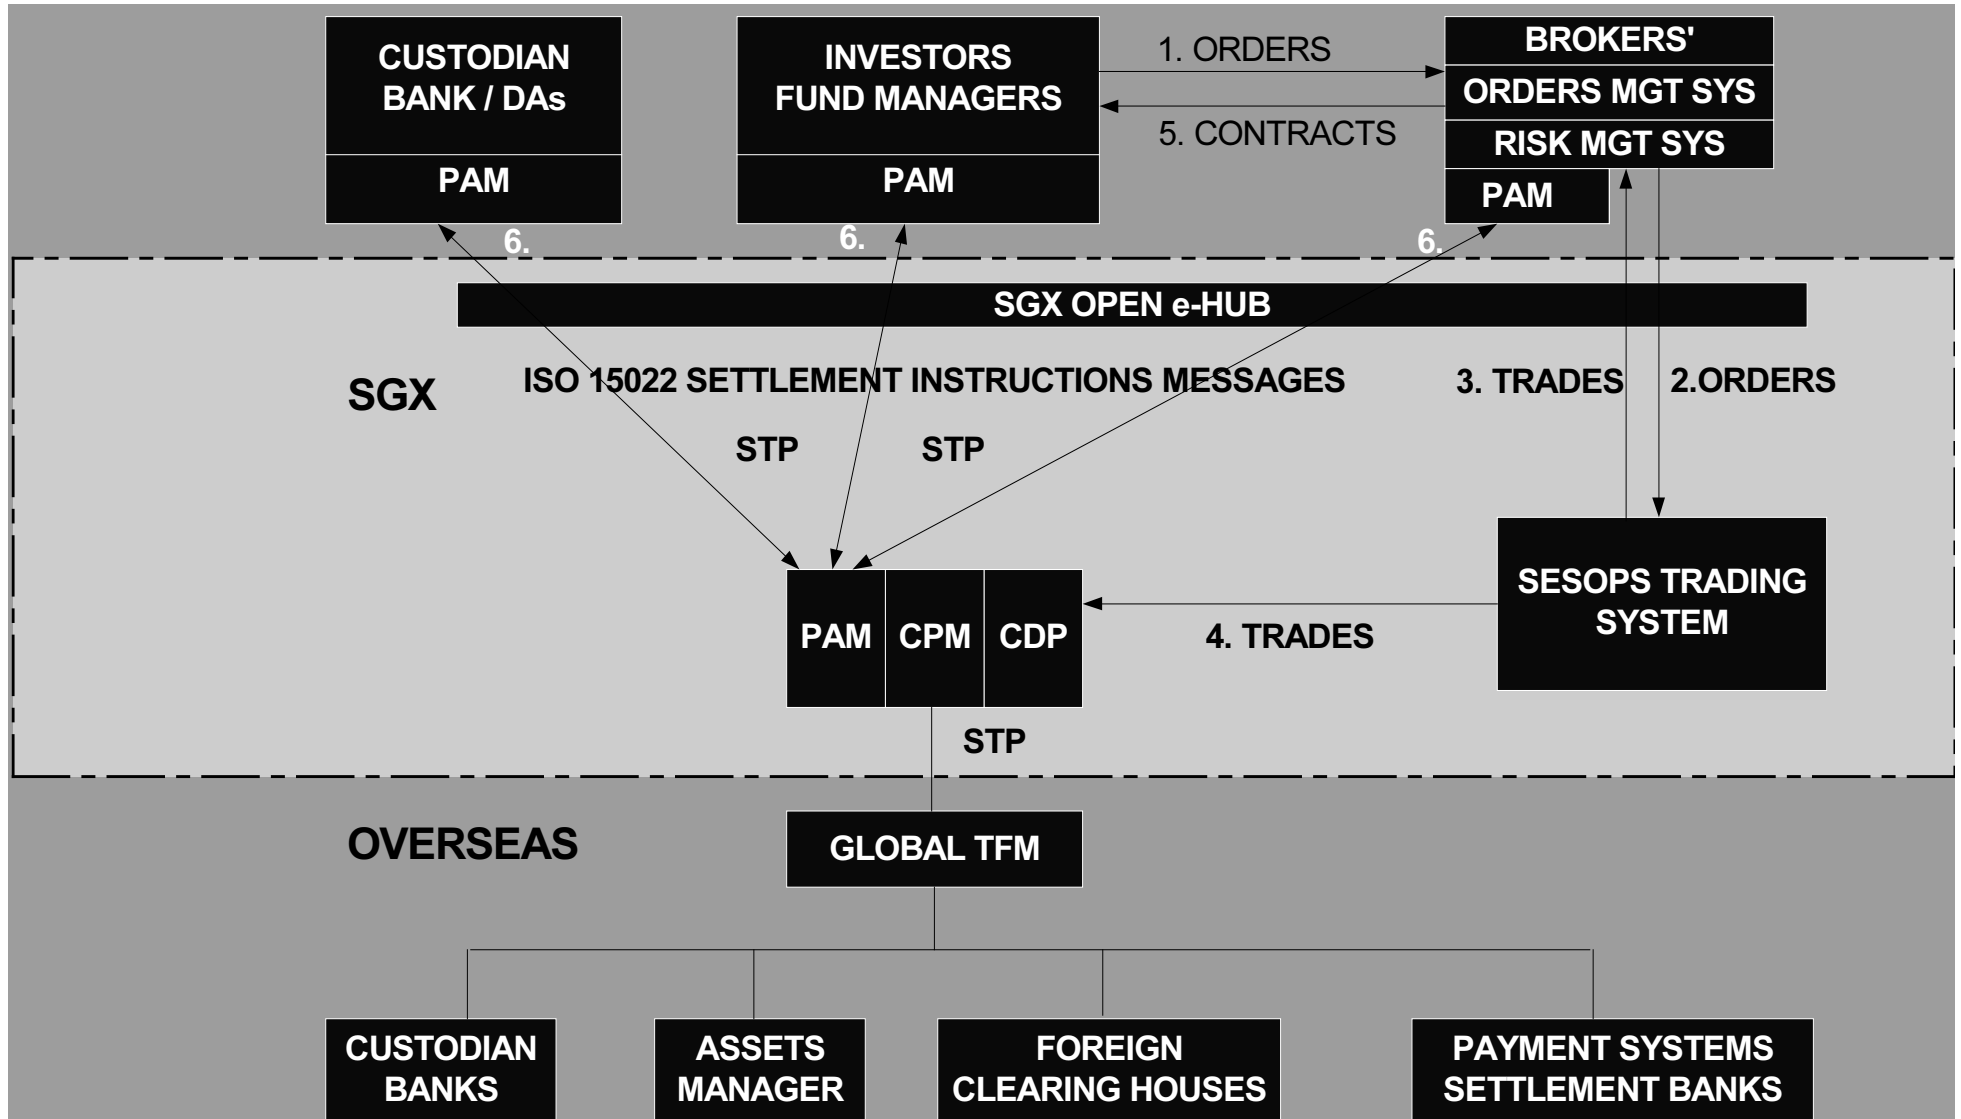 CUSTODIAN
BANK / DAs
PAM
INVESTORS
FUND MANAGERS
PAM
1. ORDERS
5. CONTRACTS
BROKERS'
ORDERS MGT SYS
RISK MGT SYS
PAM
6.
6.
6.
SGX OPEN e-HUB
SGX
ISO 15022 SETTLEMENT INSTRUCTIONS MESSAGES
3. TRADES
2.ORDERS
STP
STP
PAM
CPM
CDP
4. TRADES
SESOPS TRADING
SYSTEM
STP
OVERSEAS
GLOBAL TFM
CUSTODIAN
BANKS
ASSETS
MANAGER
FOREIGN
CLEARING HOUSES
PAYMENT SYSTEMS
SETTLEMENT BANKS